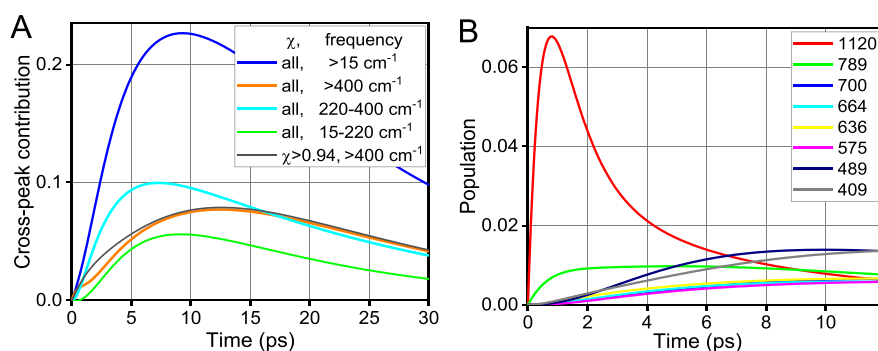 A
Cross-peak contribution
0.2
0.1
0.0
χ, frequency
all, >15 cm⁻¹
all, >400 cm⁻¹
all, 220-400 cm⁻¹
all, 15-220 cm⁻¹
χ>0.94, >400 cm⁻¹
0 5 10 15 20 25 30
Time (ps)
B
Population
0.06
0.04
0.02
0.00
1120
789
700
664
636
575
489
409
0 2 4 6 8 10
Time (ps)